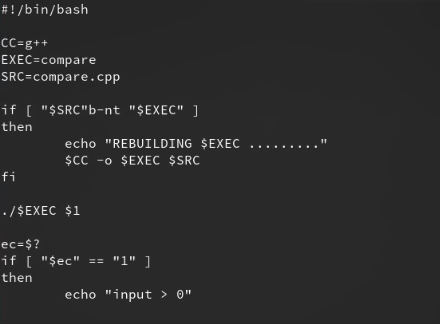 #!/bin/bash
CC=g++
EXEC=compare
SRC=compare.cpp
if [ "$SRC"b-nt "$EXEC" ]
then
echo "REBUILDING $EXEC ........."
$CC -o $EXEC $SRC
fi
./$EXEC $1
ec=$?
if [ "$ec" == "1" ]
then
echo "input > 0"